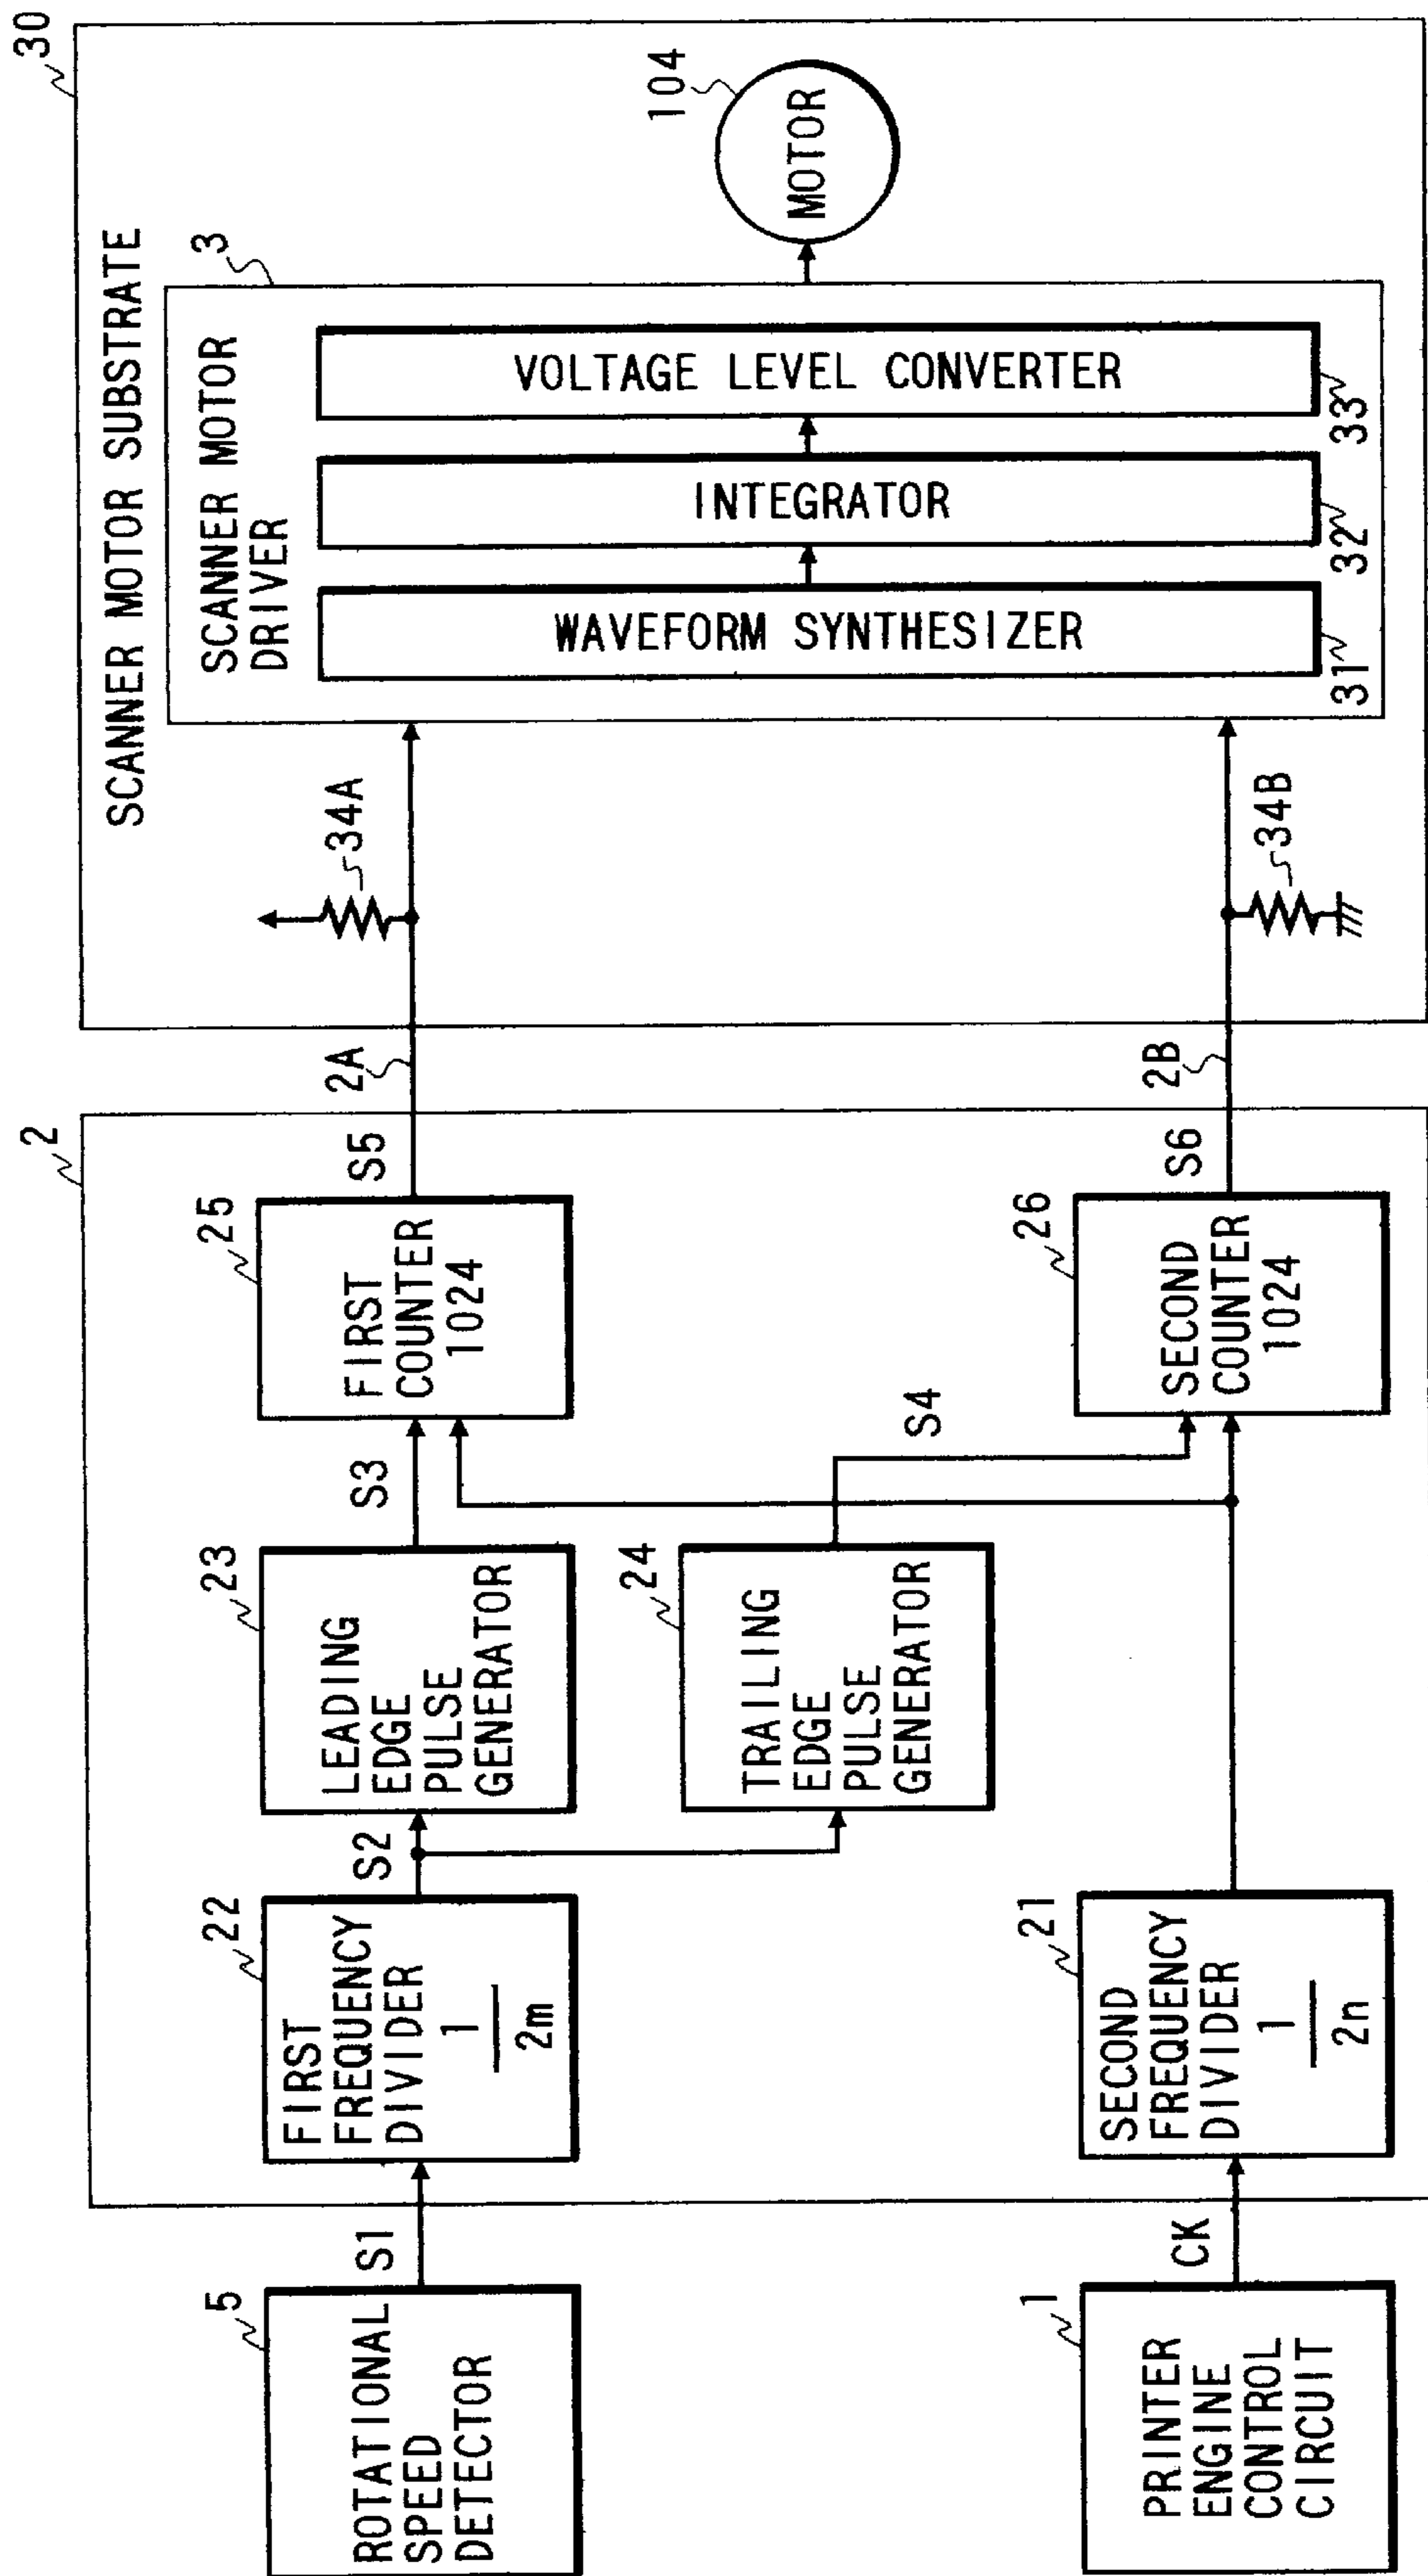 5
ROTATIONAL
SPEED
DETECTOR
S1
1
PRINTER
ENGINE
CONTROL
CIRCUIT
CK
2
22
FIRST
FREQUENCY
DIVIDER
1
2m
S2
21
SECOND
FREQUENCY
DIVIDER
1
2n
23
LEADING
EDGE
PULSE
GENERATOR
S3
24
TRAILING
EDGE
PULSE
GENERATOR
S4
25
FIRST
COUNTER
1024
S5
26
SECOND
COUNTER
1024
S6
2A
2B
30
SCANNER MOTOR SUBSTRATE
34A
34B
3
SCANNER MOTOR
DRIVER
WAVEFORM SYNTHESIZER
31
INTEGRATOR
32
VOLTAGE LEVEL CONVERTER
33
104
MOTOR